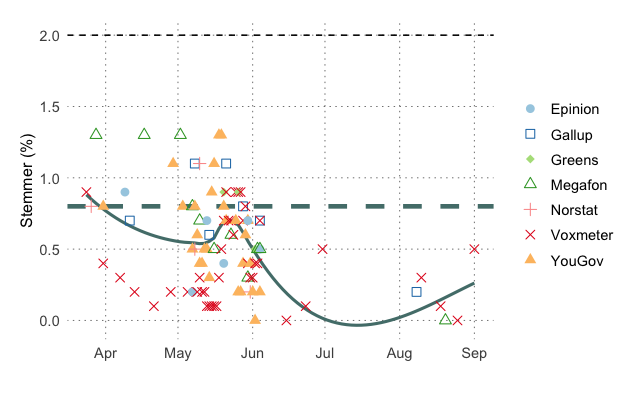 2.0
1.5
1.0
0.5
0.0
Stemmer (%)
Apr May Jun Jul Aug Sep
Epinion
Gallup
Greens
Megafon
Norstat
Voxmeter
YouGov